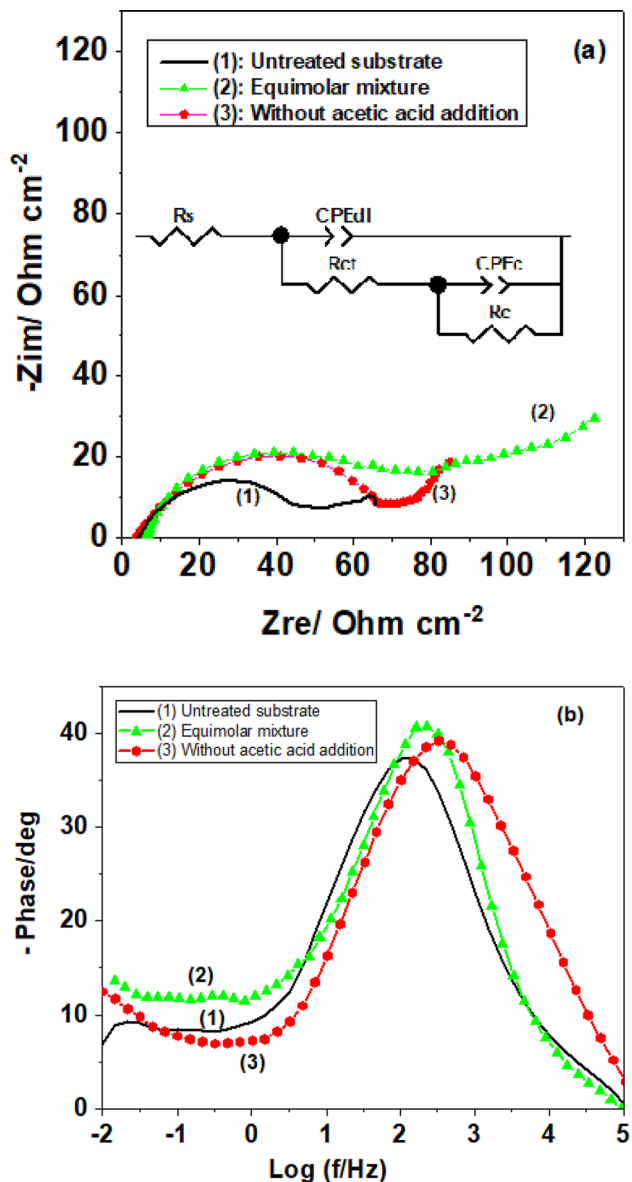 (a)
(1): Untreated substrate
(2): Equimolar mixture
(3): Without acetic acid addition
-Zim/ Ohm cm-2
120
100
80
60
40
20
0
Rs
CPEdl
Rct
CPEc
Rc
(1)
(2)
(3)
0 20 40 60 80 100 120
Zre/ Ohm cm-2
(b)
(1) Untreated substrate
(2) Equimolar mixture
(3) Without acetic acid addition
- Phase/deg
40
30
20
10
0
(2)
(1)
(3)
-2 -1 0 1 2 3 4 5
Log (f/Hz)